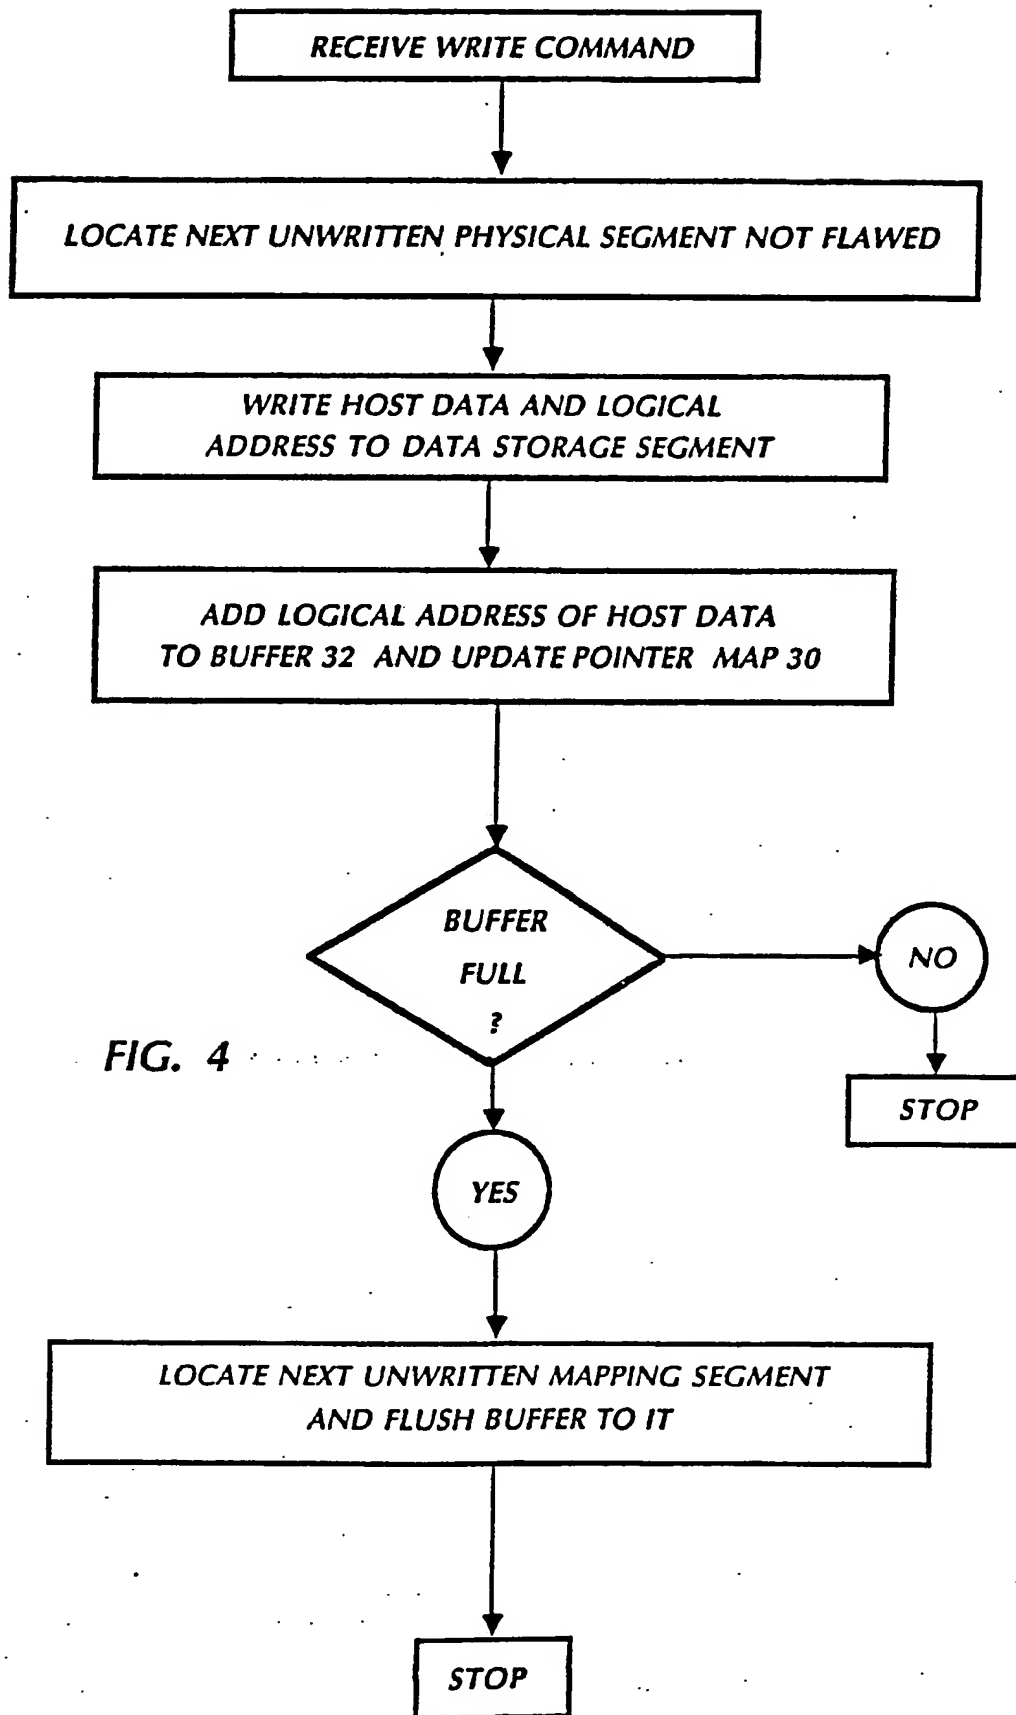 RECEIVE WRITE COMMAND
LOCATE NEXT UNWRITTEN PHYSICAL SEGMENT NOT FLAWED
WRITE HOST DATA AND LOGICAL
ADDRESS TO DATA STORAGE SEGMENT
ADD LOGICAL ADDRESS OF HOST DATA
TO BUFFER 32 AND UPDATE POINTER MAP 30
BUFFER
FULL
?
NO
STOP
FIG. 4
YES
LOCATE NEXT UNWRITTEN MAPPING SEGMENT
AND FLUSH BUFFER TO IT
STOP